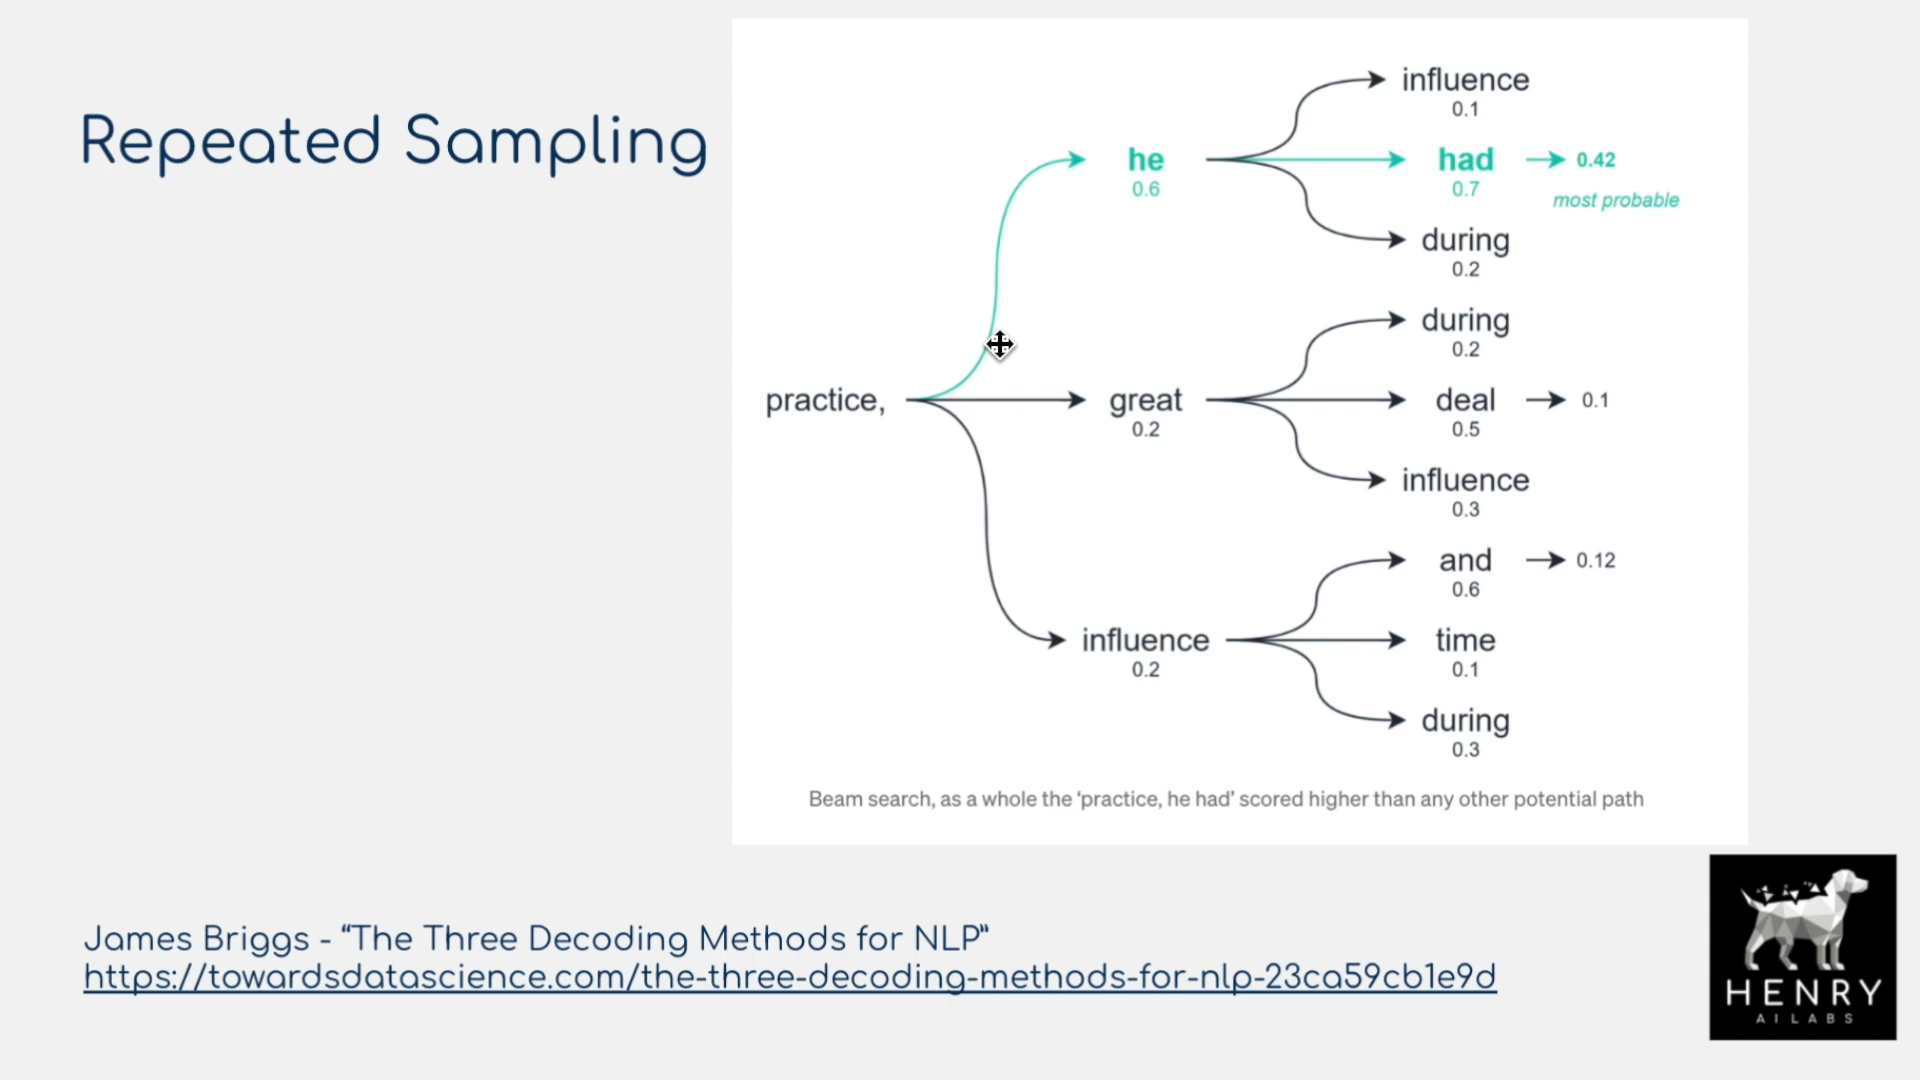 Repeated Sampling
influence
0.1
he
0.6
had
0.7
0.42
most probable
during
0.2
during
0.2
practice,
great
0.2
deal
0.5
0.1
influence
0.3
and
0.6
0.12
influence
0.2
time
0.1
during
0.3
Beam search, as a whole the ‘practice, he had’ scored higher than any other potential path
James Briggs - “The Three Decoding Methods for NLP”
https://towardsdatascience.com/the-three-decoding-methods-for-nlp-23ca59cb1e9d
HENRY
AI LABS